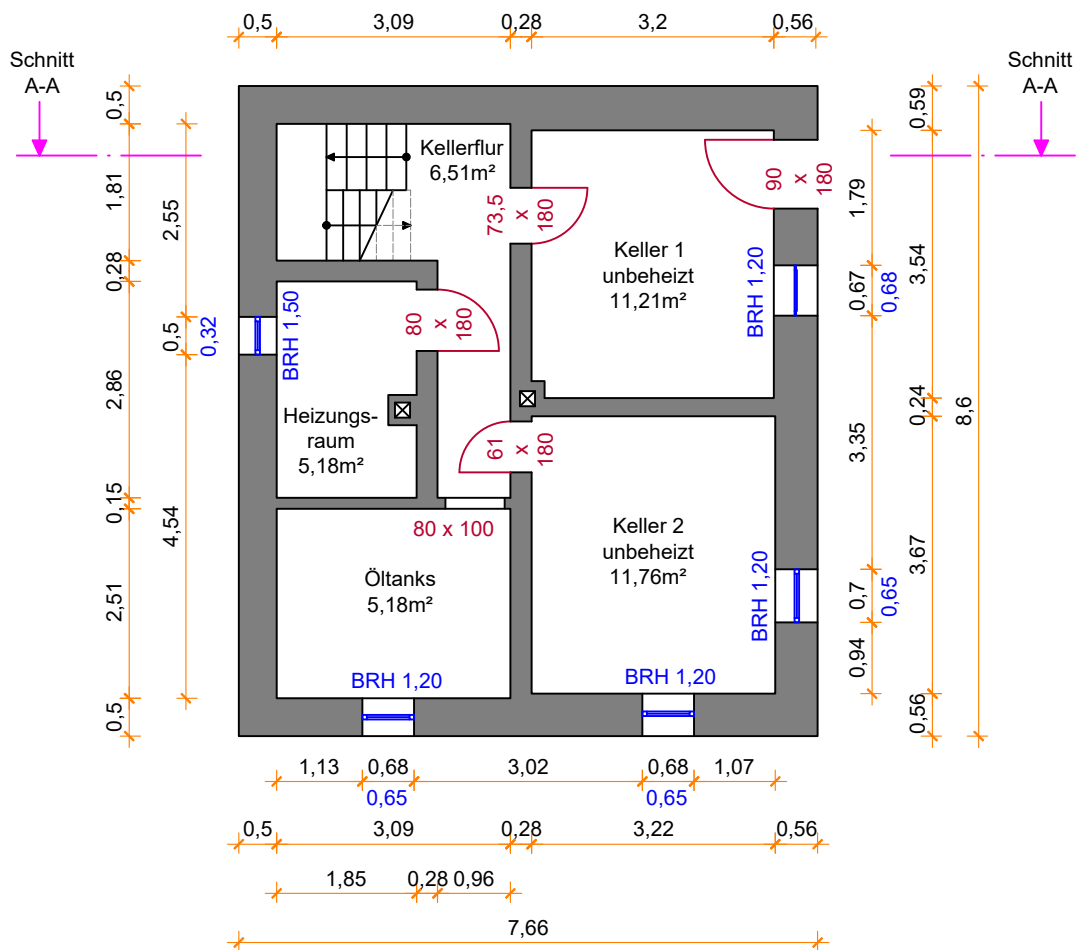 0,5 3,09 0,28 3,2 0,56
Schnitt
A-A
Schnitt
A-A
0,5
1,81
0,28
2,86
0,15
2,51
0,5
2,55
0,5
4,54
0,32
Kellerflur
6,51m²
73,5
x
180
90
x
180
Keller 1
unbeheizt
11,21m²
BRH 1,20
BRH 1,50
80
x
180
Heizungs-
raum
5,18m²
61
x
180
80 x 100
Keller 2
unbeheizt
11,76m²
BRH 1,20
Öltanks
5,18m²
BRH 1,20
BRH 1,20
1,79
0,67
0,68
3,35
0,7
0,65
0,94
0,59
3,54
0,24
3,67
0,56
8,6
1,13 0,68 3,02 0,68 1,07
0,65 0,65
0,5 3,09 0,28 3,22 0,56
1,85 0,28 0,96
7,66